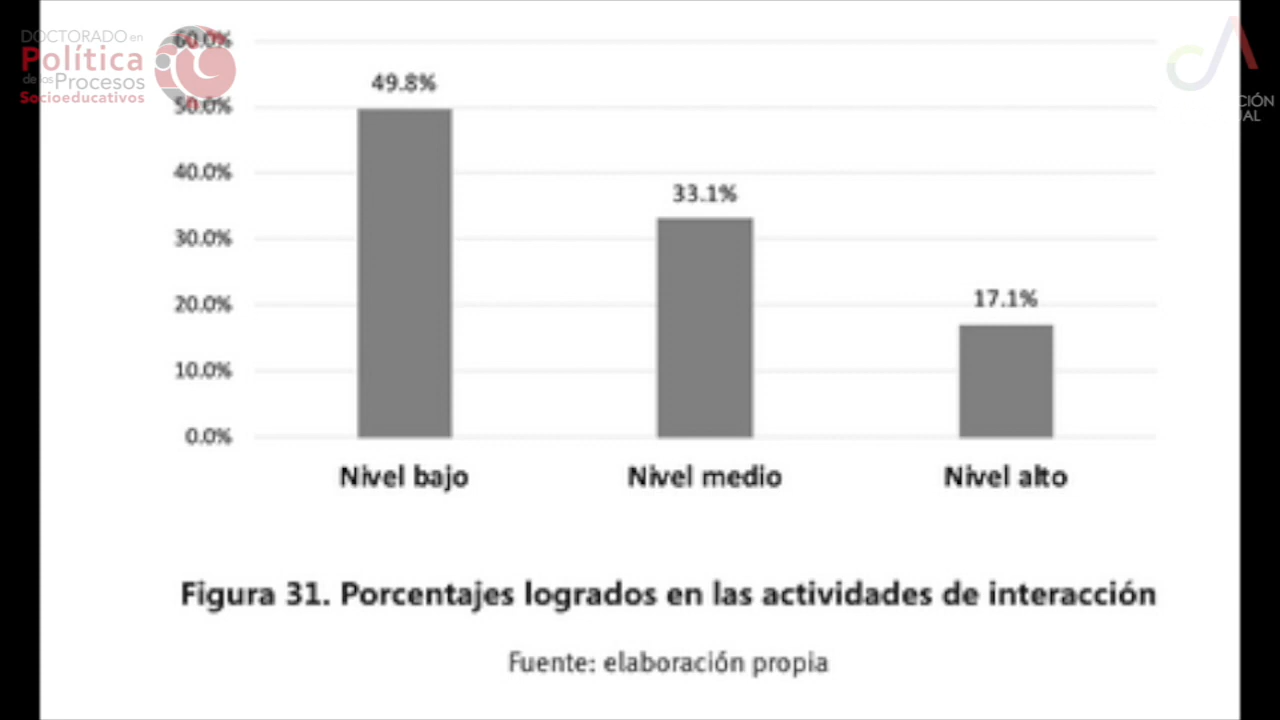 DOCTORADO en
Política
de los Procesos
Socioeducativos
60.0%
50.0%
40.0%
30.0%
20.0%
10.0%
0.0%
49.8%
33.1%
17.1%
Nivel bajo
Nivel medio
Nivel alto
Figura 31. Porcentajes logrados en las actividades de interacción
Fuente: elaboración propia